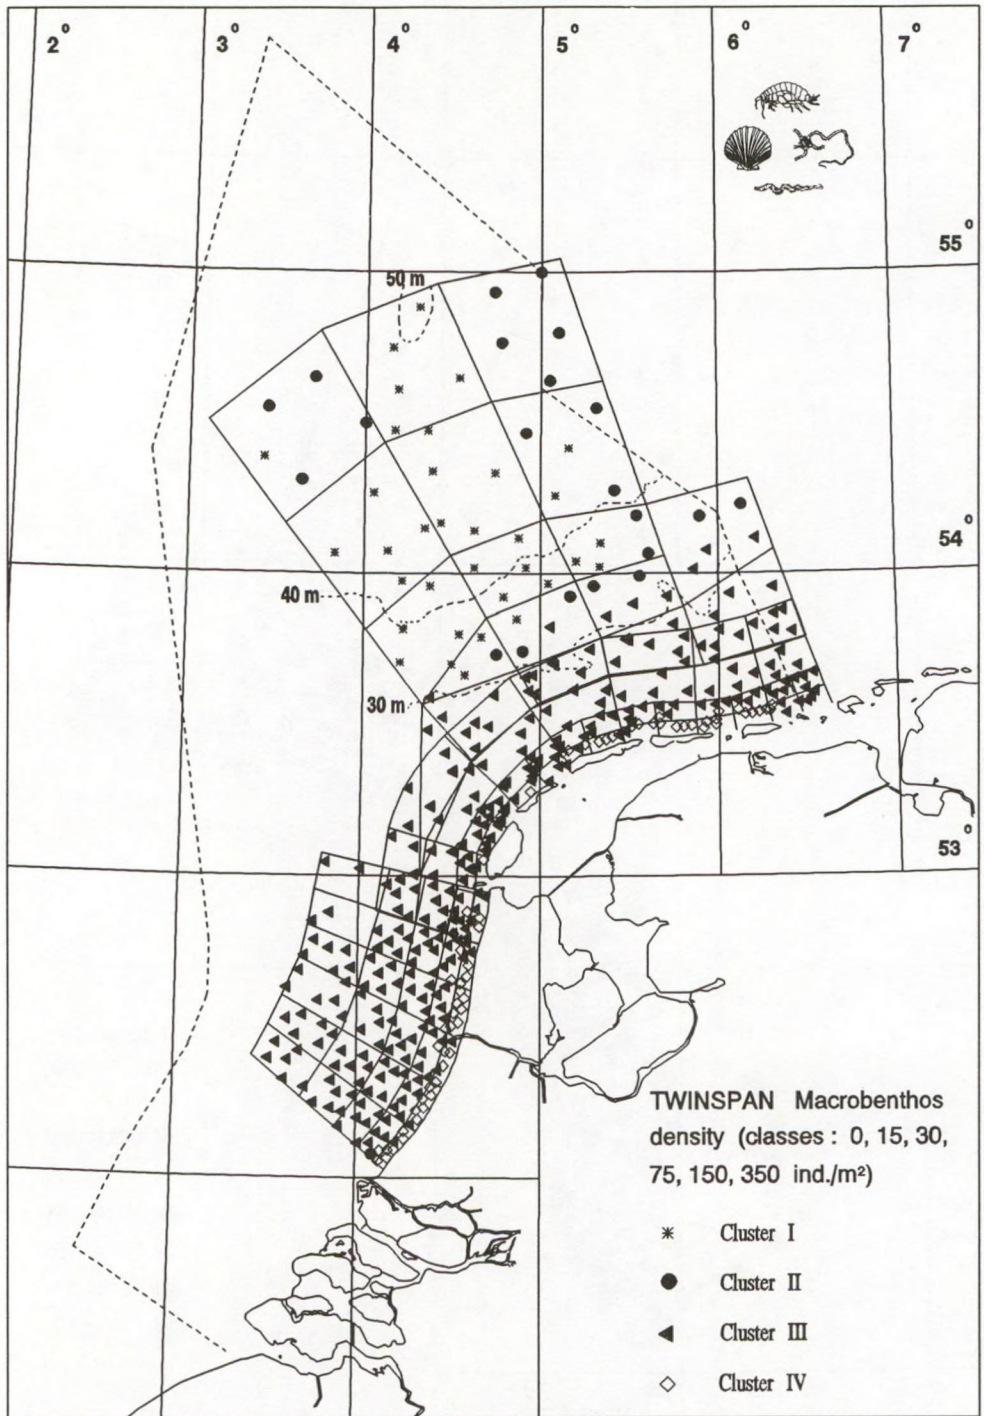 2°
3°
4°
5°
6°
7°
55°
50 m
54°
40 m
30 m
53°
TWINSPAN Macrobenthos
density (classes : 0, 15, 30,
75, 150, 350 ind./m²)
Cluster I
Cluster II
Cluster III
Cluster IV